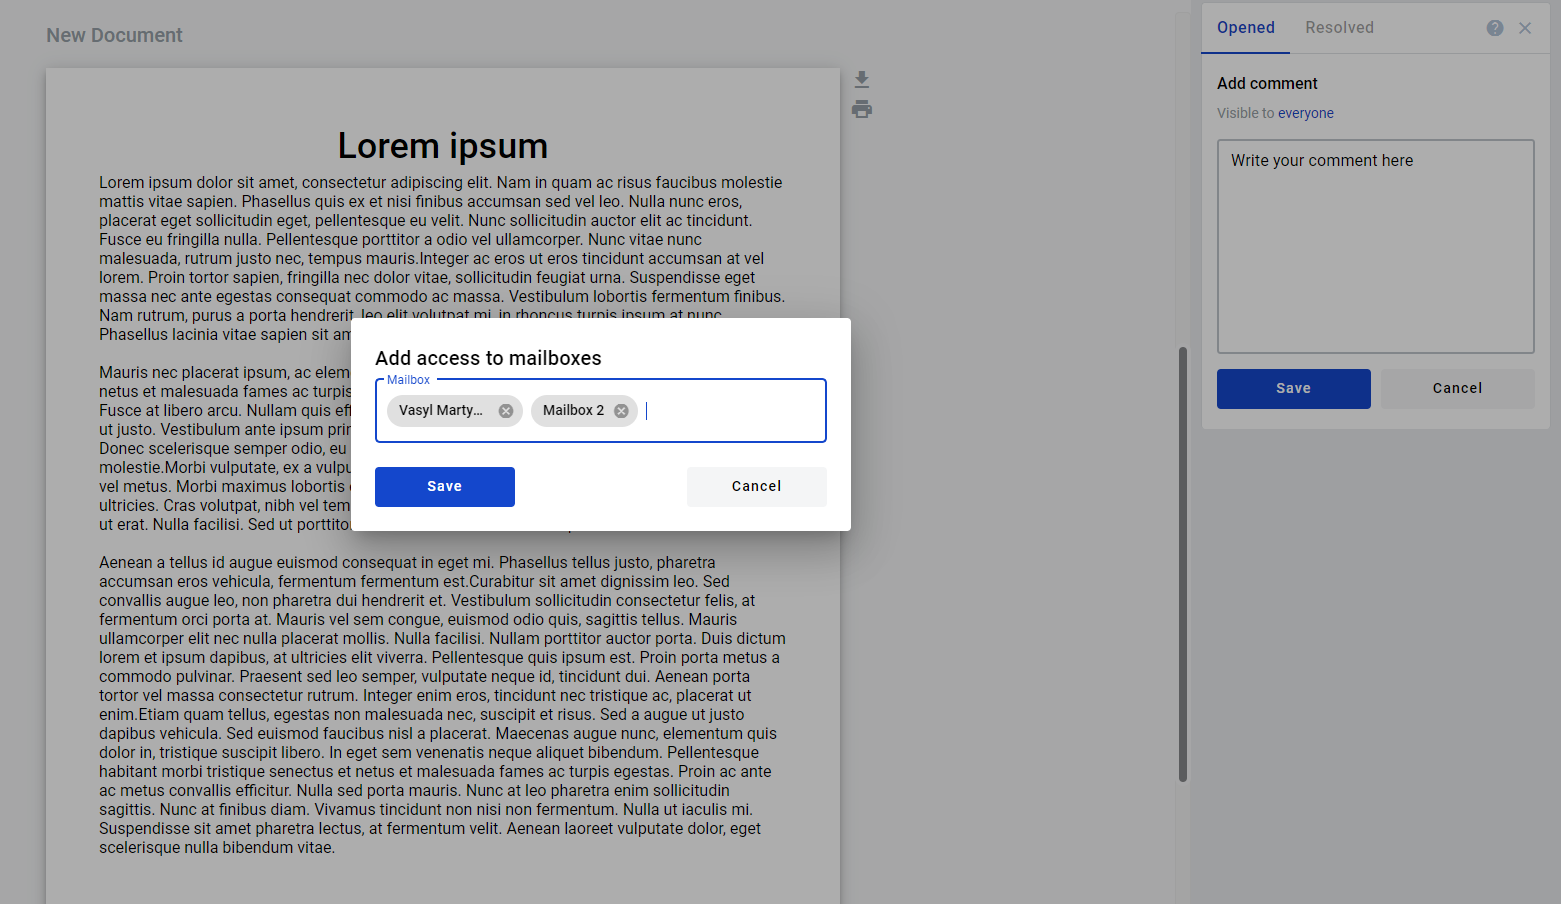 New Document
Lorem ipsum
Lorem ipsum dolor sit amet, consectetur adipiscing elit. Nam in quam ac risus faucibus molestie
mattis vitae sapien. Phasellus quis ex et nisi finibus accumsan sed vel leo. Nulla nunc eros,
placerat eget sollicitudin eget, pellentesque eu velit. Nunc sollicitudin auctor elit ac tincidunt.
Fusce eu fringilla nulla. Pellentesque porttitor a odio vel ullamcorper. Nunc vitae nunc
malesuada, rutrum justo nec, tempus mauris.Integer ac eros ut eros tincidunt accumsan at vel
lorem. Proin tortor sapien, fringilla nec dolor vitae, sollicitudin feugiat urna. Suspendisse eget
massa nec ante egestas consequat commodo ac massa. Vestibulum lobortis fermentum finibus.
Nam rutrum, purus a porta hendrerit, leo elit volutpat mi, in rhoncus turpis ipsum at nunc.
Phasellus lacinia vitae sapien sit am
Mauris nec placerat ipsum, ac elem
netus et malesuada fames ac turpis
Fusce at libero arcu. Nullam quis eff
ut justo. Vestibulum ante ipsum prim
Donec scelerisque semper odio, eu
molestie.Morbi vulputate, ex a vulpu
vel metus. Morbi maximus lobortis
ultricies. Cras volutpat, nibh vel tem
ut erat. Nulla facilisi. Sed ut porttito
Aenean a tellus id augue euismod consequat in eget mi. Phasellus tellus justo, pharetra
accumsan eros vehicula, fermentum fermentum est.Curabitur sit amet dignissim leo. Sed
convallis augue leo, non pharetra dui hendrerit et. Vestibulum sollicitudin consectetur felis, at
fermentum orci porta at. Mauris vel sem congue, euismod odio quis, sagittis tellus. Mauris
ullamcorper elit nec nulla placerat mollis. Nulla facilisi. Nullam porttitor auctor porta. Duis dictum
lorem et ipsum dapibus, at ultricies elit viverra. Pellentesque quis ipsum est. Proin porta metus a
commodo pulvinar. Praesent sed leo semper, vulputate neque id, tincidunt dui. Aenean porta
tortor vel massa consectetur rutrum. Integer enim eros, tincidunt nec tristique ac, placerat ut
enim.Etiam quam tellus, egestas non malesuada nec, suscipit et risus. Sed a augue ut justo
dapibus vehicula. Sed euismod faucibus nisl a placerat. Maecenas augue nunc, elementum quis
dolor in, tristique suscipit libero. In eget sem venenatis neque aliquet bibendum. Pellentesque
habitant morbi tristique senectus et netus et malesuada fames ac turpis egestas. Proin ac ante
ac metus convallis efficitur. Nulla sed porta mauris. Nunc at leo pharetra enim sollicitudin
sagittis. Nunc at finibus diam. Vivamus tincidunt non nisi non fermentum. Nulla ut iaculis mi.
Suspendisse sit amet pharetra lectus, at fermentum velit. Aenean laoreet vulputate dolor, eget
scelerisque nulla bibendum vitae.
Add access to mailboxes
Mailbox
Vasyl Marty...
Mailbox 2
Save
Cancel
Opened
Resolved
Add comment
Visible to everyone
Write your comment here
Save
Cancel